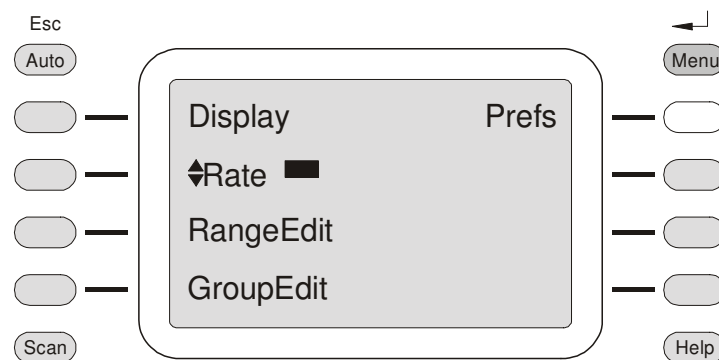 Esc
Auto
Menu
Display Prefs
Rate
RangeEdit
GroupEdit
Scan
Help